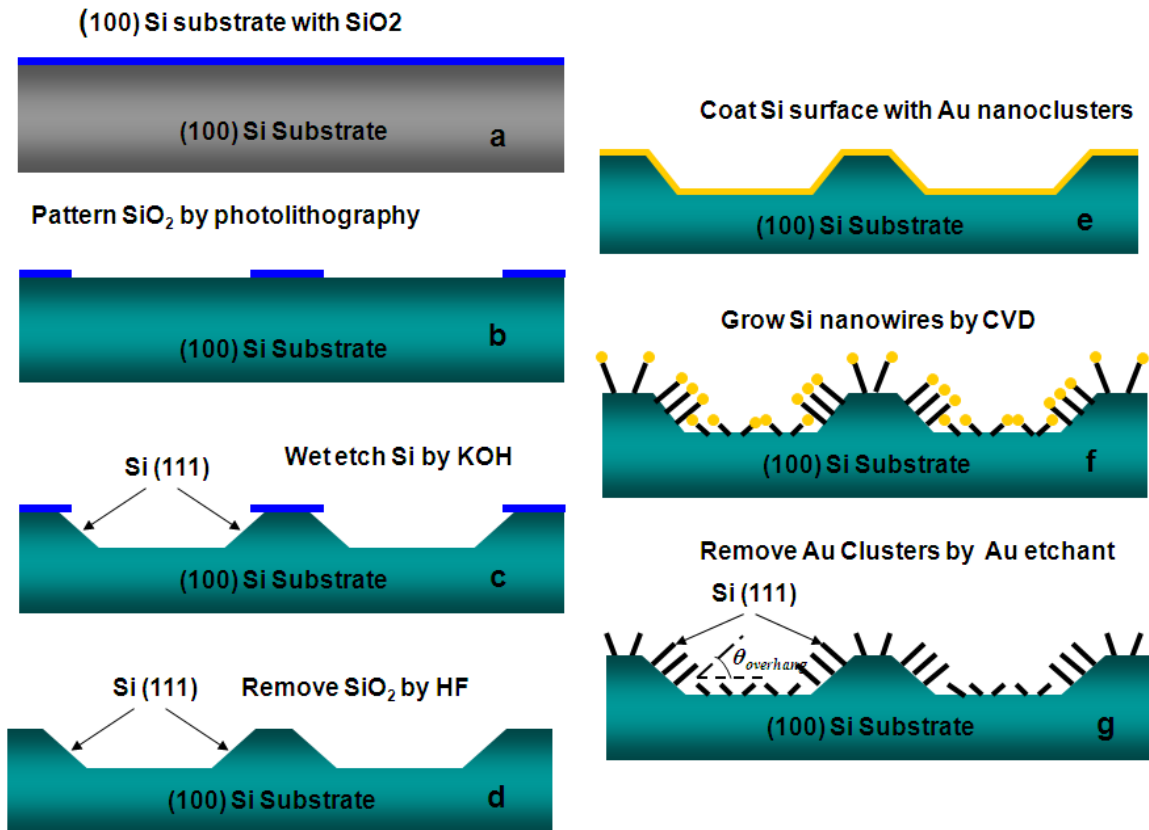 (100) Si substrate with SiO2
(100) Si Substrate
a
Pattern SiO₂ by photolithography
(100) Si Substrate
b
Si (111)
Wet etch Si by KOH
(100) Si Substrate
c
Si (111)
Remove SiO₂ by HF
(100) Si Substrate
d
Coat Si surface with Au nanoclusters
(100) Si Substrate
e
Grow Si nanowires by CVD
(100) Si Substrate
f
Remove Au Clusters by Au etchant
Si (111)
θoverhang
(100) Si Substrate
g